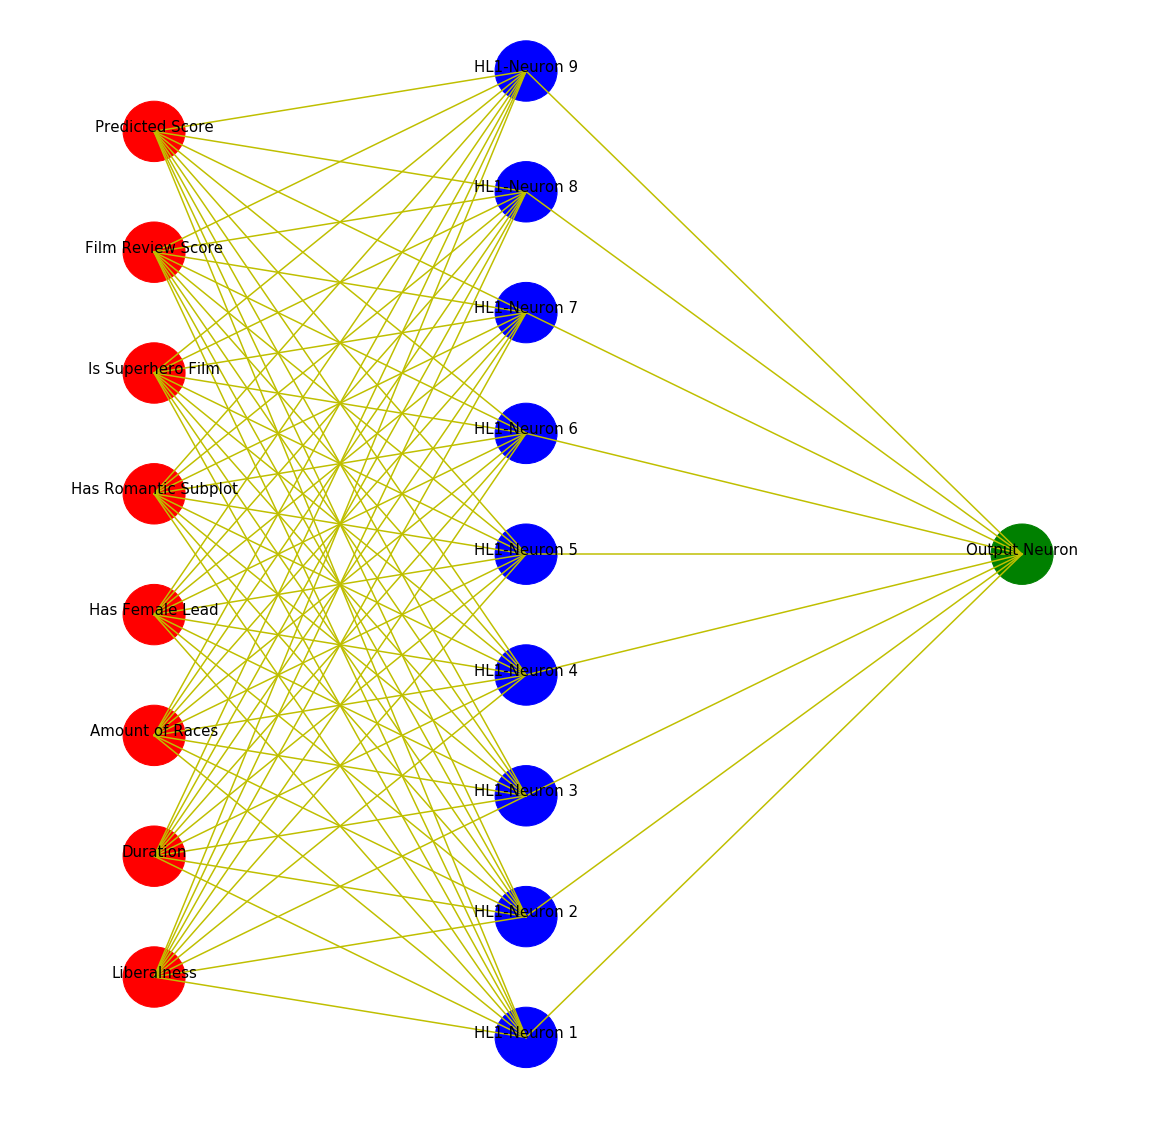 Predicted Score
Film Review Score
Is Superhero Film
Has Romantic Subplot
Has Female Lead
Amount of Races
Duration
Liberalness
HL1-Neuron 9
HL1-Neuron 8
HL1-Neuron 7
HL1-Neuron 6
HL1-Neuron 5
HL1-Neuron 4
HL1-Neuron 3
HL1-Neuron 2
HL1-Neuron 1
Output Neuron